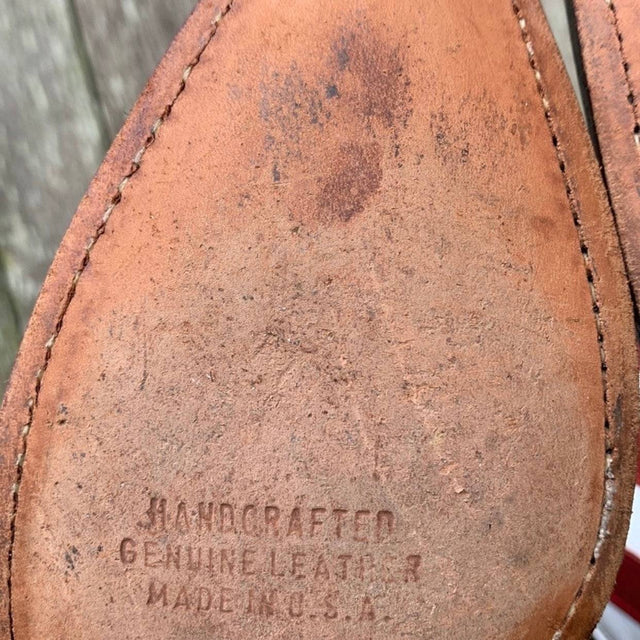 HANDCRAFTED
GENUINE LEATHER
MADE IN U.S.A.